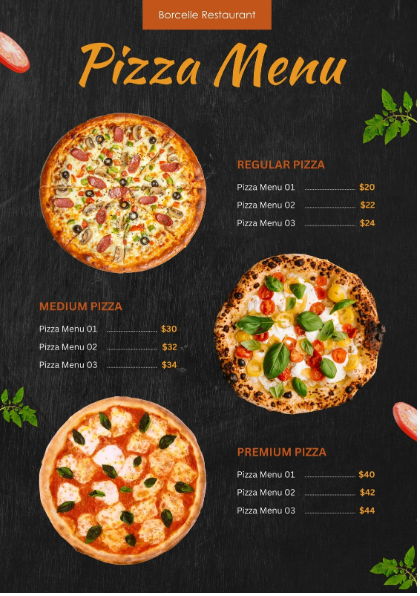 Borcelle Restaurant
Pizza Menu
REGULAR PIZZA
Pizza Menu 01 $20
Pizza Menu 02 $22
Pizza Menu 03 $24
MEDIUM PIZZA
Pizza Menu 01 $30
Pizza Menu 02 $32
Pizza Menu 03 $34
PREMIUM PIZZA
Pizza Menu 01 $40
Pizza Menu 02 $42
Pizza Menu 03 $44